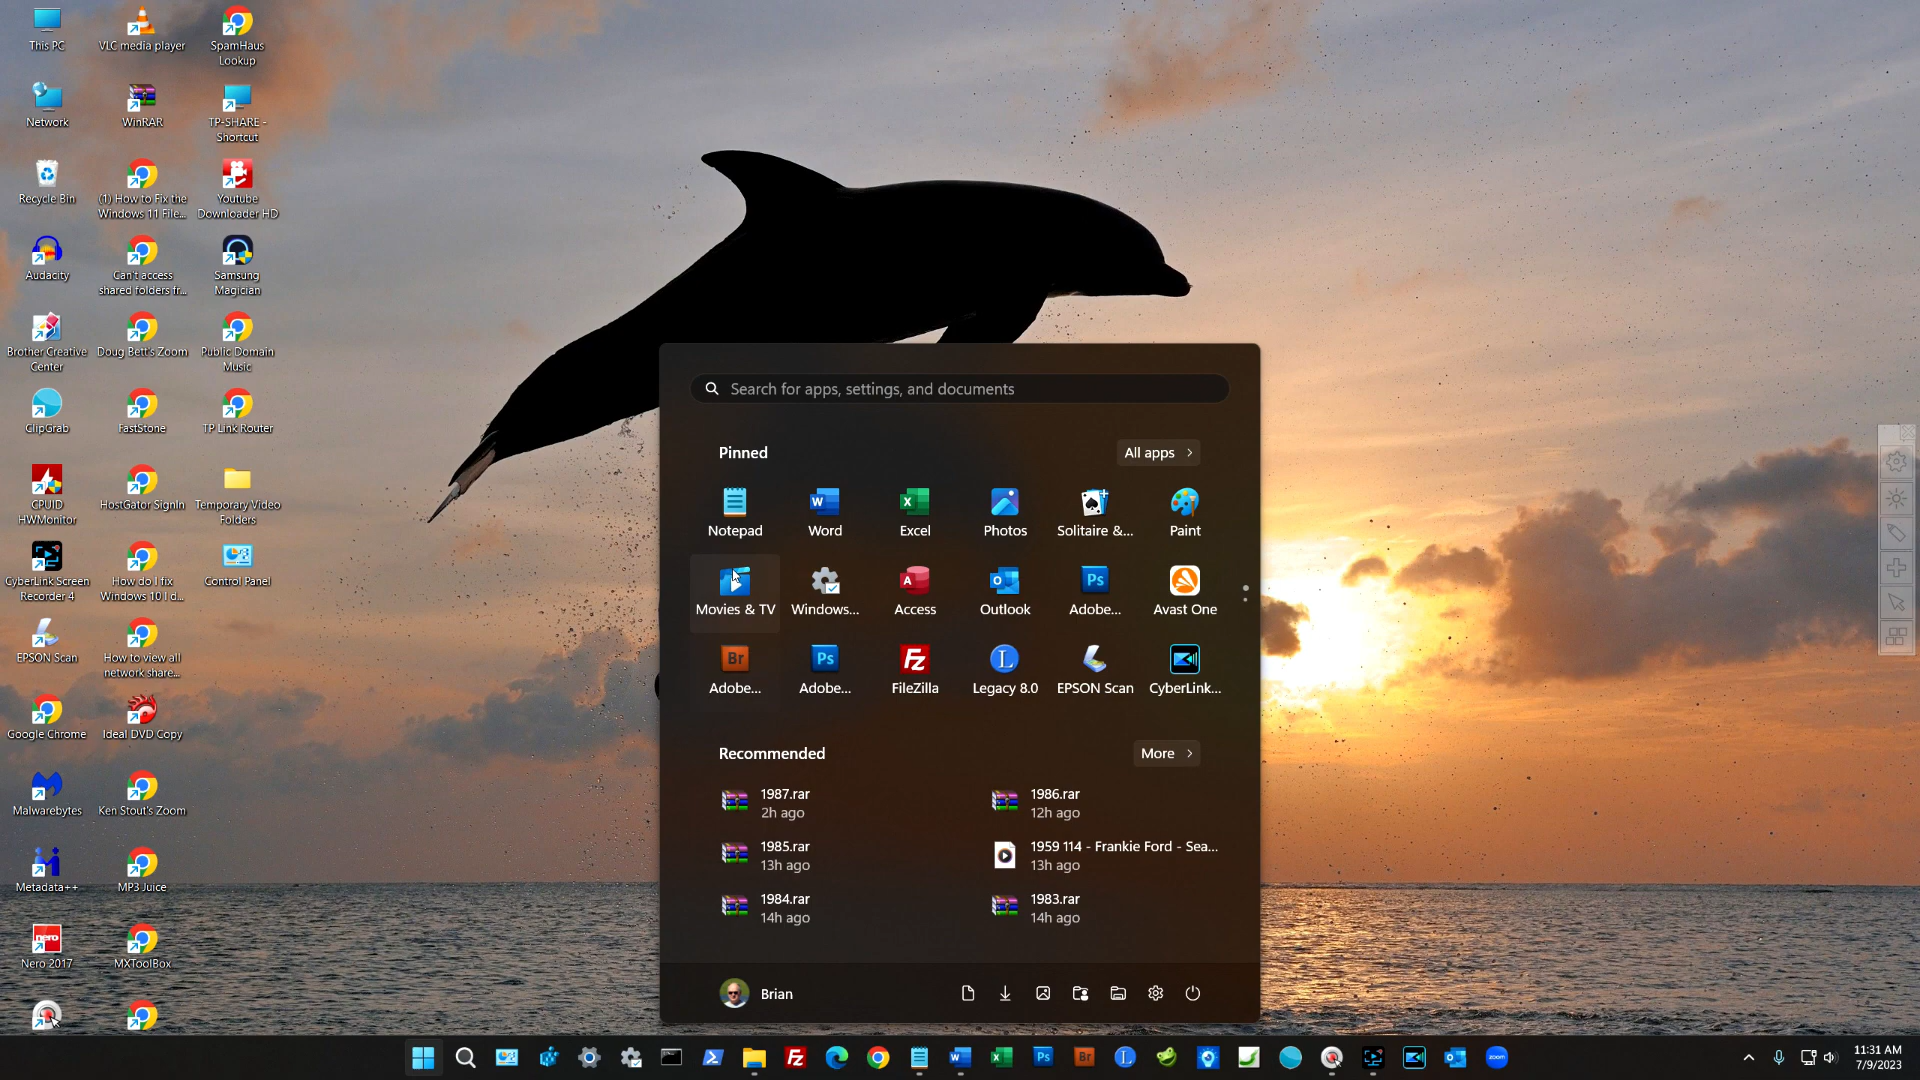 This PC
VLC media player
SpamHaus
Lookup
Network
WinRAR
TP-SHARE -
Shortcut
Recycle Bin
(1) How to Fix the
Windows 11 File...
Youtube
Downloader HD
Audacity
Can't access
shared folders fr...
Samsung
Magician
Brother Creative
Center
Doug Bett's Zoom
Public Domain
Music
ClipGrab
FastStone
TP Link Router
CPUID
HWMonitor
HostGator SignIn
Temporary Video
Folders
CyberLink Screen
Recorder 4
How do I fix
Windows 10 I d...
Control Panel
EPSON Scan
How to view all
network share...
Google Chrome
Ideal DVD Copy
Malwarebytes
Ken Stout's Zoom
Metadata++
MP3 Juice
nero
Nero 2017
MXToolBox
Search for apps, settings, and documents
Pinned
All apps
Notepad
Word
Excel
Photos
Solitaire &...
Paint
Movies & TV
Windows...
Access
Outlook
Adobe...
Avast One
Adobe...
Adobe...
FileZilla
Legacy 8.0
EPSON Scan
CyberLink...
Recommended
More
1987.rar
2h ago
1986.rar
12h ago
1985.rar
13h ago
1959 114 - Frankie Ford - Sea...
13h ago
1984.rar
14h ago
1983.rar
14h ago
Brian
zoom
11:31 AM
7/9/2023